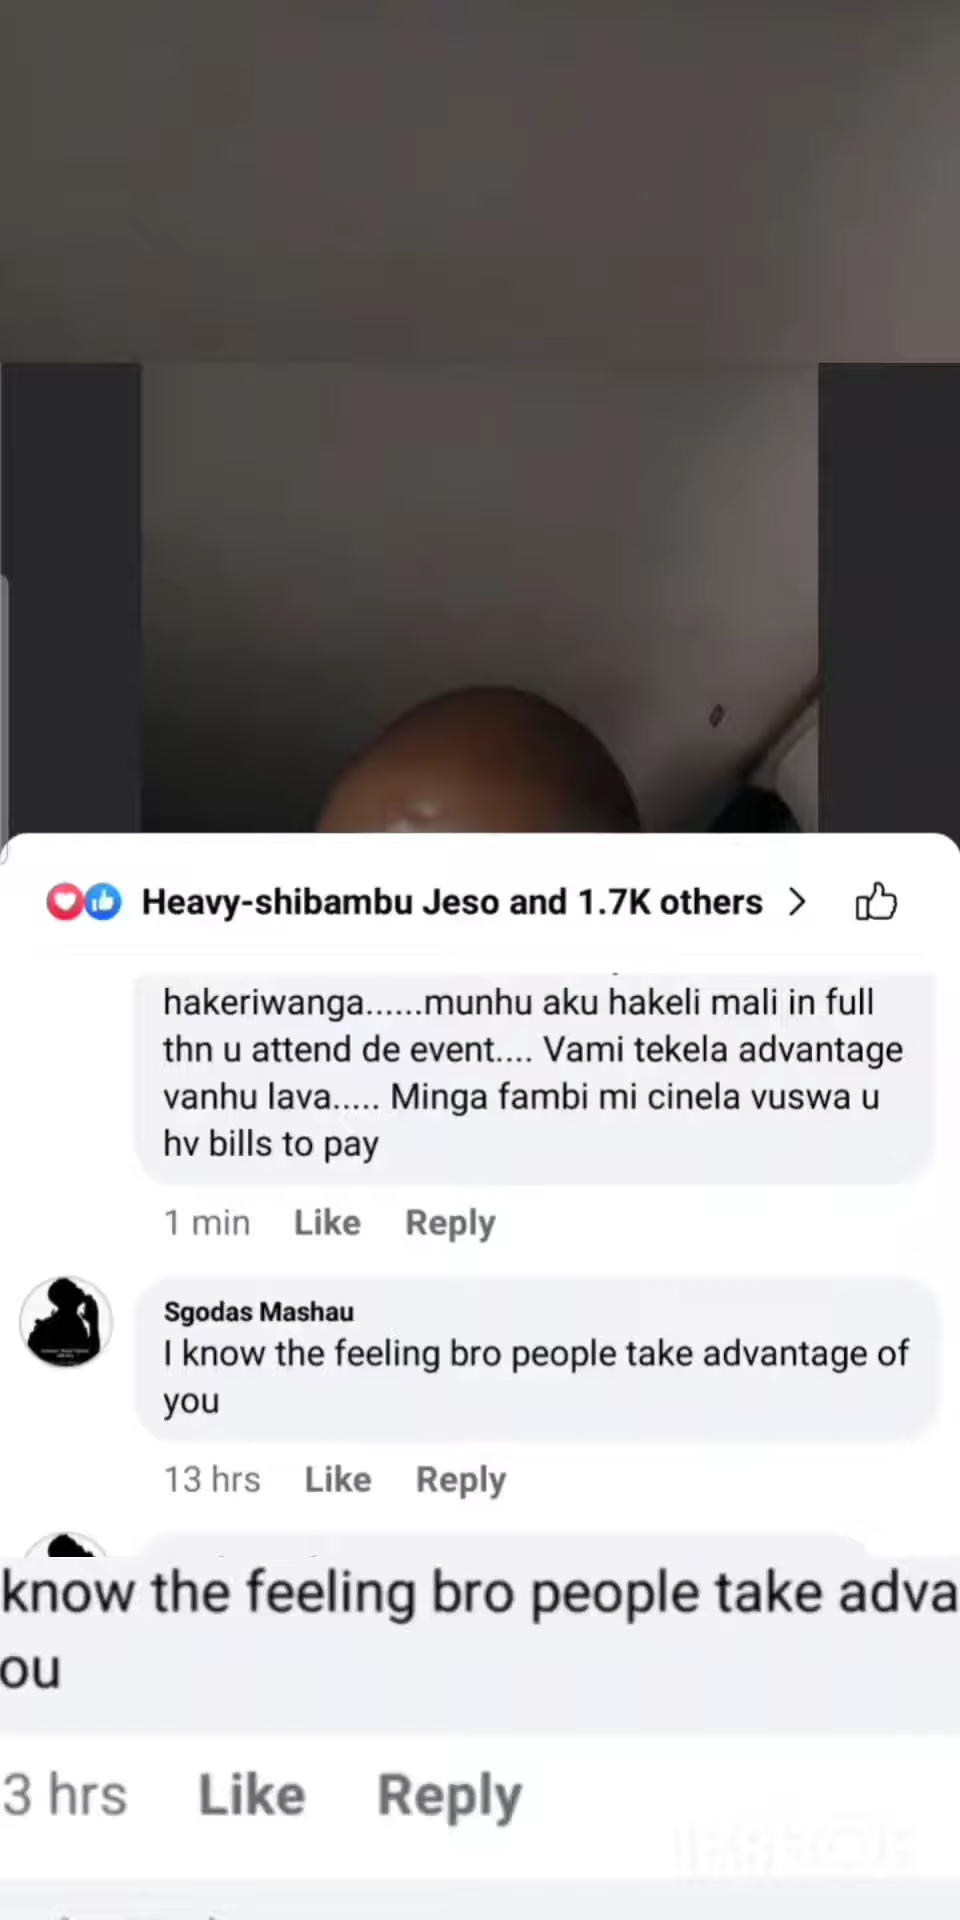 Heavy-shibambu Jeso and 1.7K others
hakeriwanga......munhu aku hakeli mali in full
thn u attend de event.... Vami tekela advantage
vanhu lava..... Minga fambi mi cinela vuswa u
hv bills to pay
1 min Like Reply
Sgodas Mashau
I know the feeling bro people take advantage of
you
13 hrs Like Reply
know the feeling bro people take adva
ou
3 hrs Like Reply